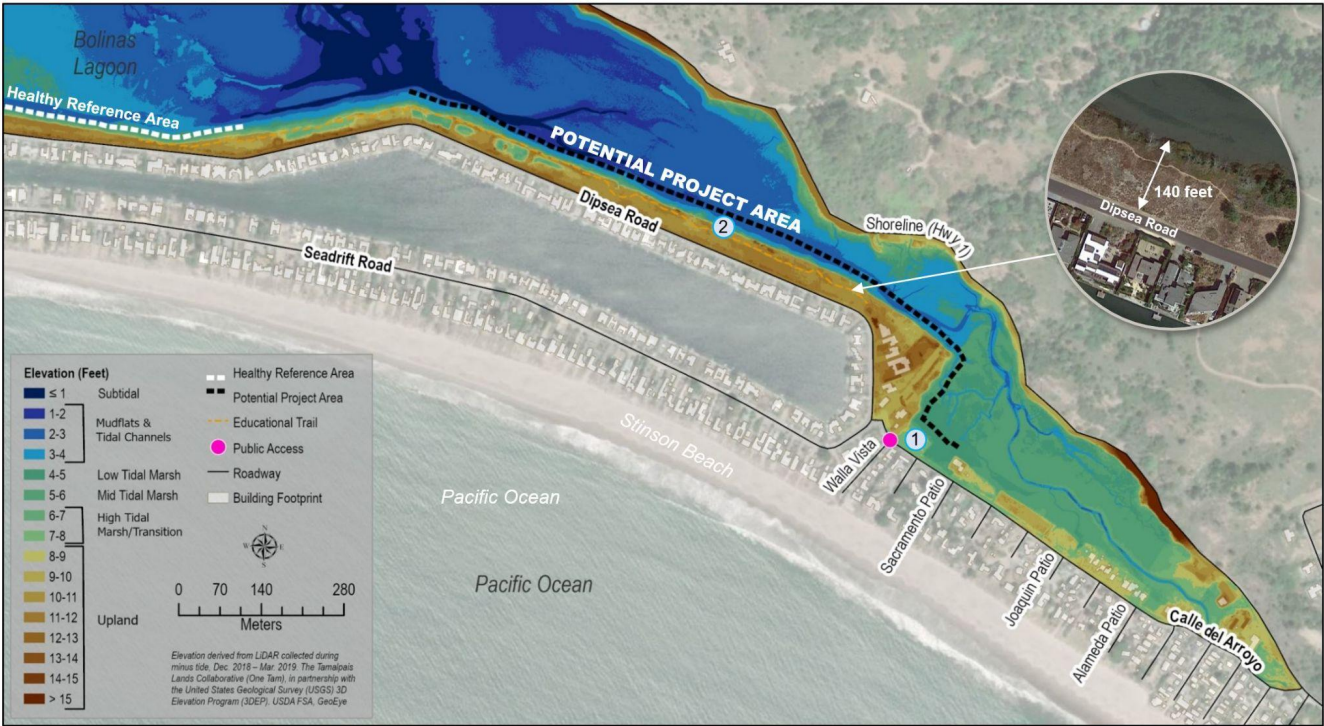 Bolinas
Lagoon
Healthy Reference Area
POTENTIAL PROJECT AREA
140 feet
Dipsea Road
Shoreline (Hwy 1)
Dipsea Road
2
Seadrift Road
Stinson Beach
1
Walla Vista
Sacramento Patio
Joaquin Patio
Alameda Patio
Calle del Arroyo
Pacific Ocean
Pacific Ocean
Elevation (Feet)
≤ 1 Subtidal
1-2
2-3
3-4
Mudflats &
Tidal Channels
4-5 Low Tidal Marsh
5-6 Mid Tidal Marsh
6-7
7-8
High Tidal
Marsh/Transition
8-9
9-10
10-11
11-12
12-13
13-14
14-15
> 15
Upland
Healthy Reference Area
Potential Project Area
Educational Trail
Public Access
Roadway
Building Footprint
N
W E
S
0 70 140 280
Meters
Elevation derived from LiDAR collected during
minus tide, Dec. 2018 – Mar. 2019. The Tamalpais
Lands Collaborative (One Tam), in partnership with
the United States Geological Survey (USGS) 3D
Elevation Program (3DEP). USDA FSA, GeoEye